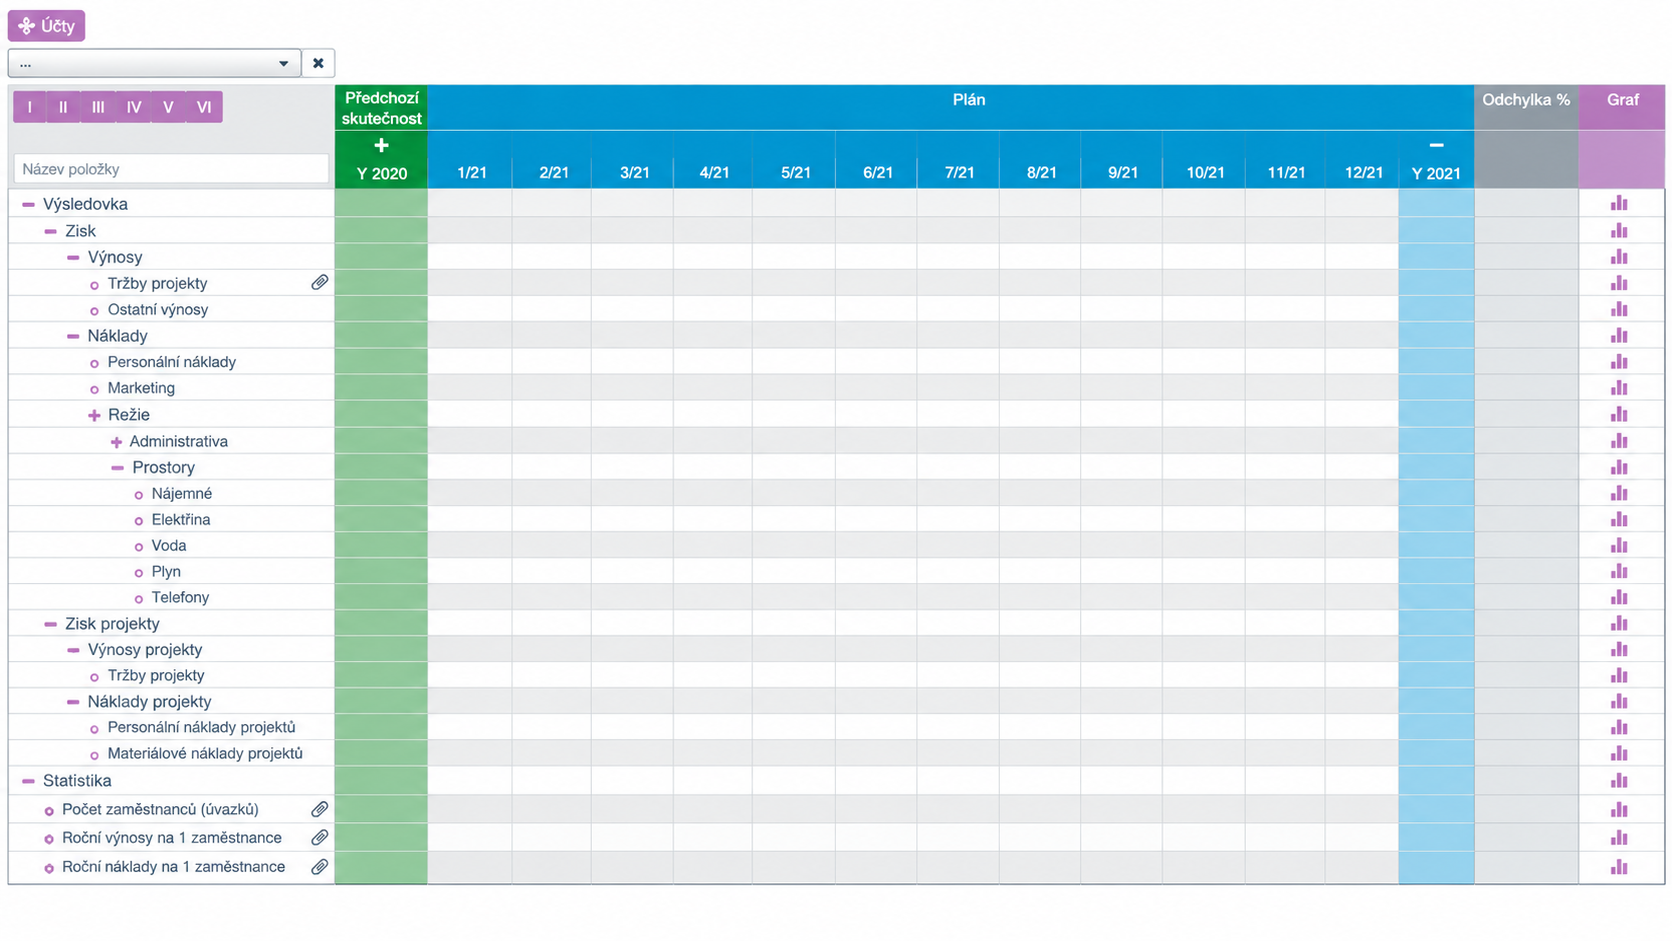 Účty
...
I II III IV V VI
Předchozí skutečnost
Plán
Odchylka %
Graf
Název položky
Y 2020
1/21 2/21 3/21 4/21 5/21 6/21 7/21 8/21 9/21 10/21 11/21 12/21 Y 2021
Výsledovka
Zisk
Výnosy
Tržby projekty
Ostatní výnosy
Náklady
Personální náklady
Marketing
Režie
Administrativa
Prostory
Nájemné
Elektřina
Voda
Plyn
Telefony
Zisk projekty
Výnosy projekty
Tržby projekty
Náklady projekty
Personální náklady projektů
Materiálové náklady projektů
Statistika
Počet zaměstnanců (úvazků)
Roční výnosy na 1 zaměstnance
Roční náklady na 1 zaměstnance